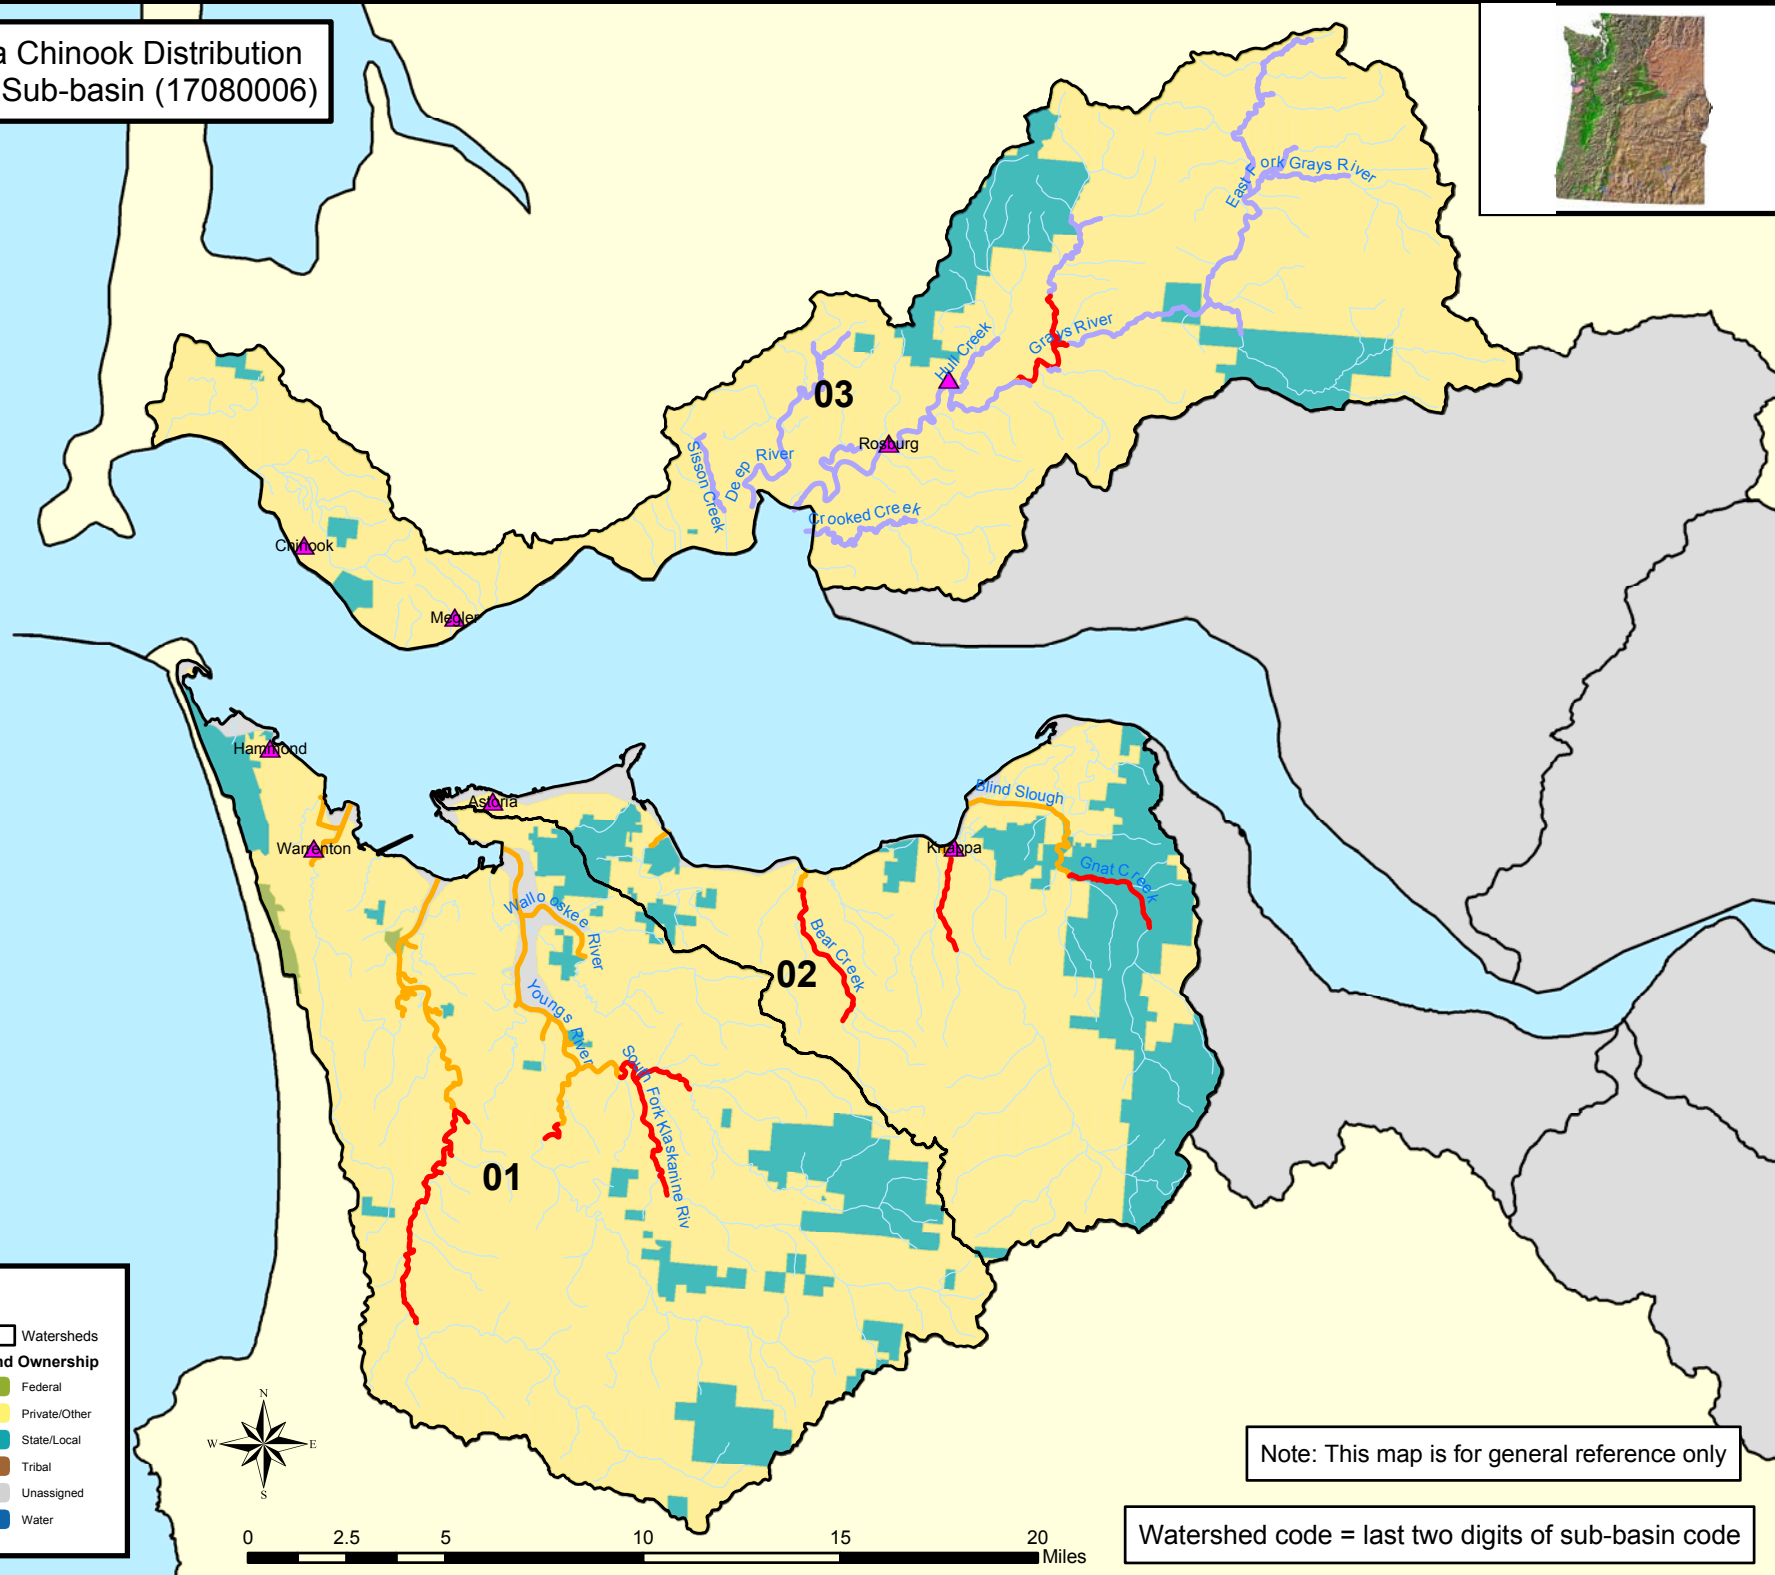 a Chinook Distribution
Sub-basin (17080006)
East Fork Grays River
Grays River
Hull Creek
03
Rosburg
Deep River
Sisson Creek
Crooked Creek
Chinook
Megler
Hammond
Astoria
Warrenton
Blind Slough
Knappa
Gnat Creek
Wallooskee River
Bear Creek
02
Youngs River
South Fork Klaskanine Riv
01
Watersheds
nd Ownership
Federal
Private/Other
State/Local
Tribal
Unassigned
Water
N
W E
S
0 2.5 5 10 15 20
Miles
Note: This map is for general reference only
Watershed code = last two digits of sub-basin code